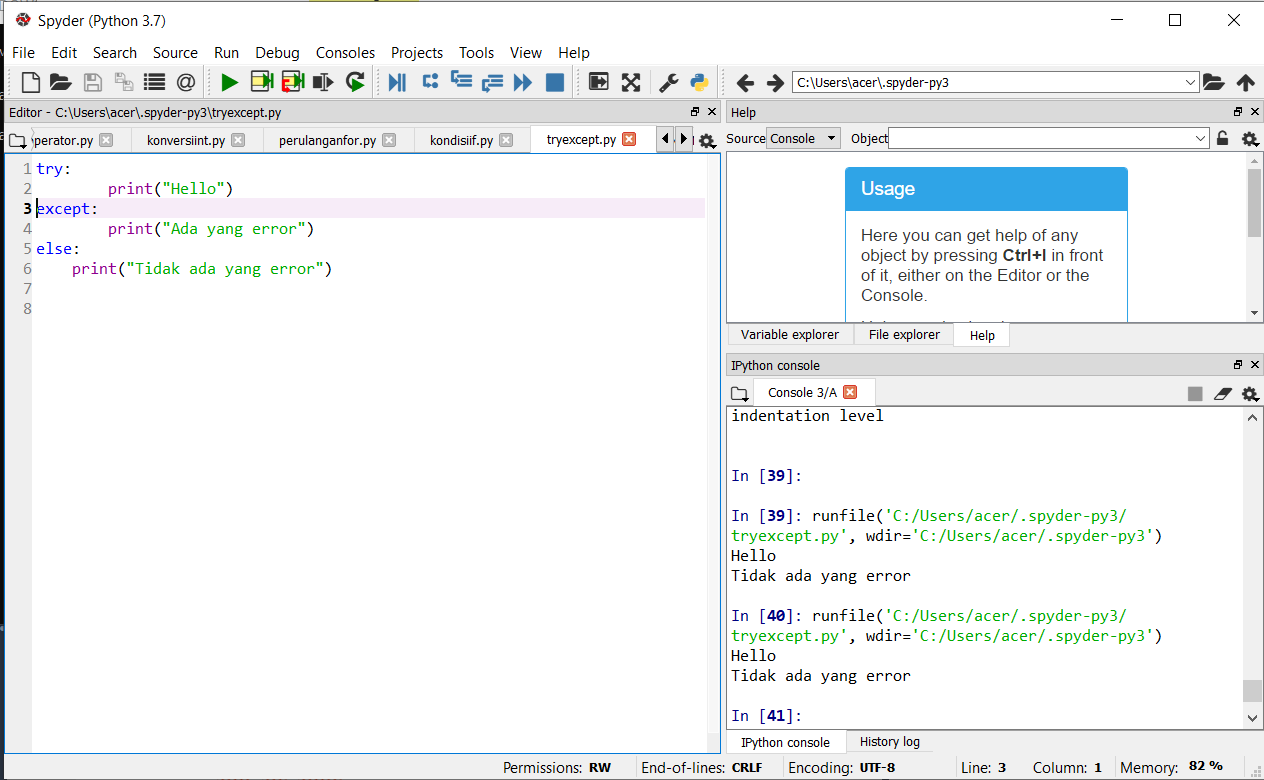 Spyder (Python 3.7)
File Edit Search Source Run Debug Consoles Projects Tools View Help
C:\Users\acer\.spyder-py3
Editor - C:\Users\acer\.spyder-py3\tryexcept.py
perator.py konversiint.py perulanganfor.py kondisiif.py tryexcept.py
1 try:
2 print("Hello")
3 except:
4 print("Ada yang error")
5 else:
6 print("Tidak ada yang error")
7
8
Help
Source Console Object
Usage
Here you can get help of any
object by pressing Ctrl+I in front
of it, either on the Editor or the
Console.
Variable explorer File explorer Help
IPython console
Console 3/A
indentation level
In [39]:
In [39]: runfile('C:/Users/acer/.spyder-py3/
tryexcept.py', wdir='C:/Users/acer/.spyder-py3')
Hello
Tidak ada yang error
In [40]: runfile('C:/Users/acer/.spyder-py3/
tryexcept.py', wdir='C:/Users/acer/.spyder-py3')
Hello
Tidak ada yang error
In [41]:
IPython console History log
Permissions: RW End-of-lines: CRLF Encoding: UTF-8 Line: 3 Column: 1 Memory: 82 %